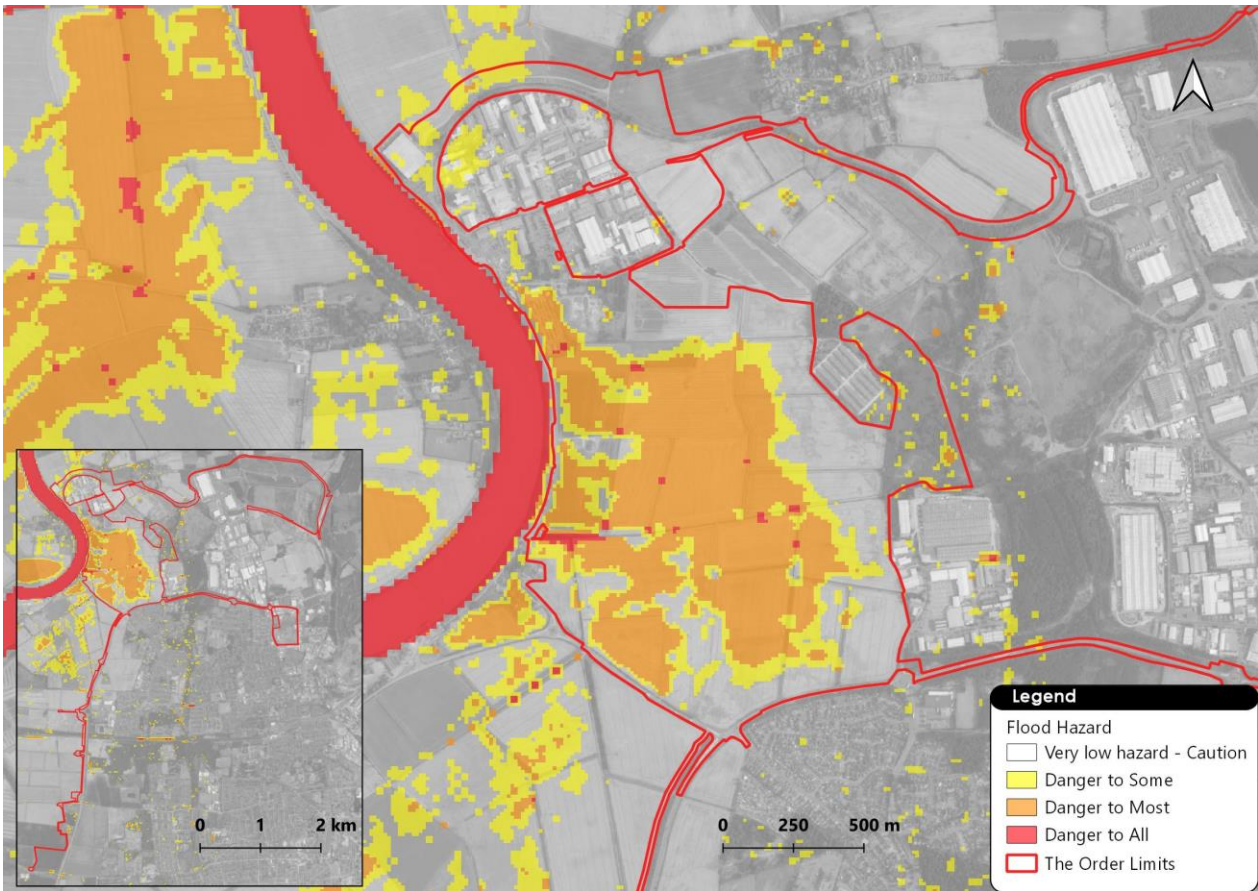 Legend
Flood Hazard
Very low hazard - Caution
Danger to Some
Danger to Most
Danger to All
The Order Limits
0 250 500 m
0 1 2 km